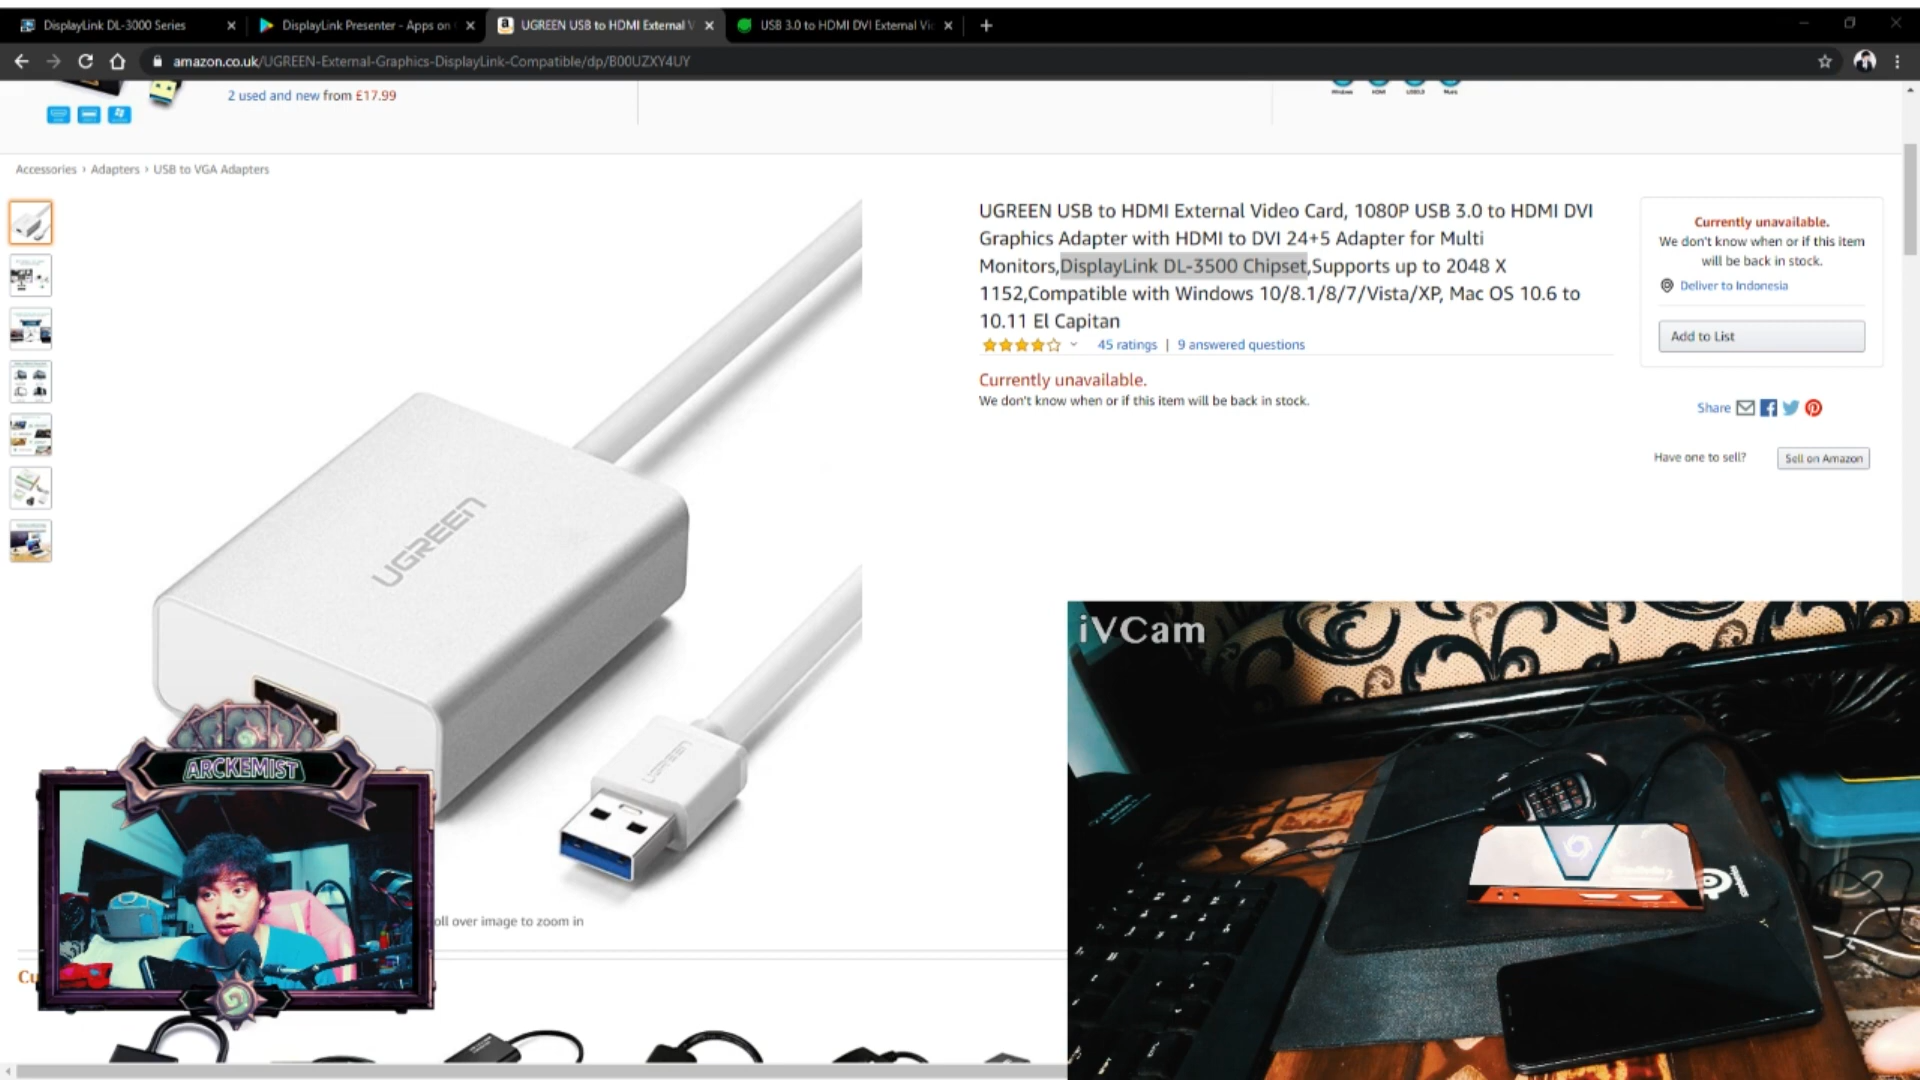 DisplayLink DL-3000 Series
DisplayLink Presenter - Apps on
UGREEN USB to HDMI External V
USB 3.0 to HDMI DVI External Vi
amazon.co.uk/UGREEN-External-Graphics-DisplayLink-Compatible/dp/B00UZXY4UY
2 used and new from £17.99
Windows HDMI USB3.0
Accessories › Adapters › USB to VGA Adapters
UGREEN USB to HDMI External Video Card, 1080P USB 3.0 to HDMI DVI
Graphics Adapter with HDMI to DVI 24+5 Adapter for Multi
Monitors,DisplayLink DL-3500 Chipset,Supports up to 2048 X
1152,Compatible with Windows 10/8.1/8/7/Vista/XP, Mac OS 10.6 to
10.11 El Capitan
45 ratings | 9 answered questions
Currently unavailable.
We don't know when or if this item will be back in stock.
Currently unavailable.
We don't know when or if this item
will be back in stock.
Deliver to Indonesia
Add to List
Share
Have one to sell?
Sell on Amazon
UGREEN
UGREEN
iVCam
ARCKEMIST
oll over image to zoom in
Cu